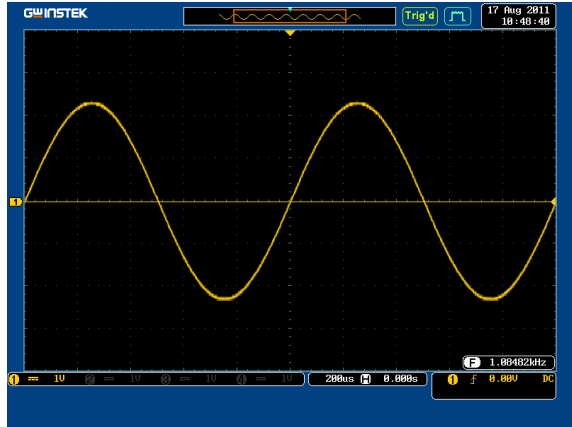 GWINSTEK
Trig'd
17 Aug 2011
10:48:40
1
F 1.08482kHz
1 1V 2 1V 3 1V 4 1V
200us H 0.000s
1 0.00V DC